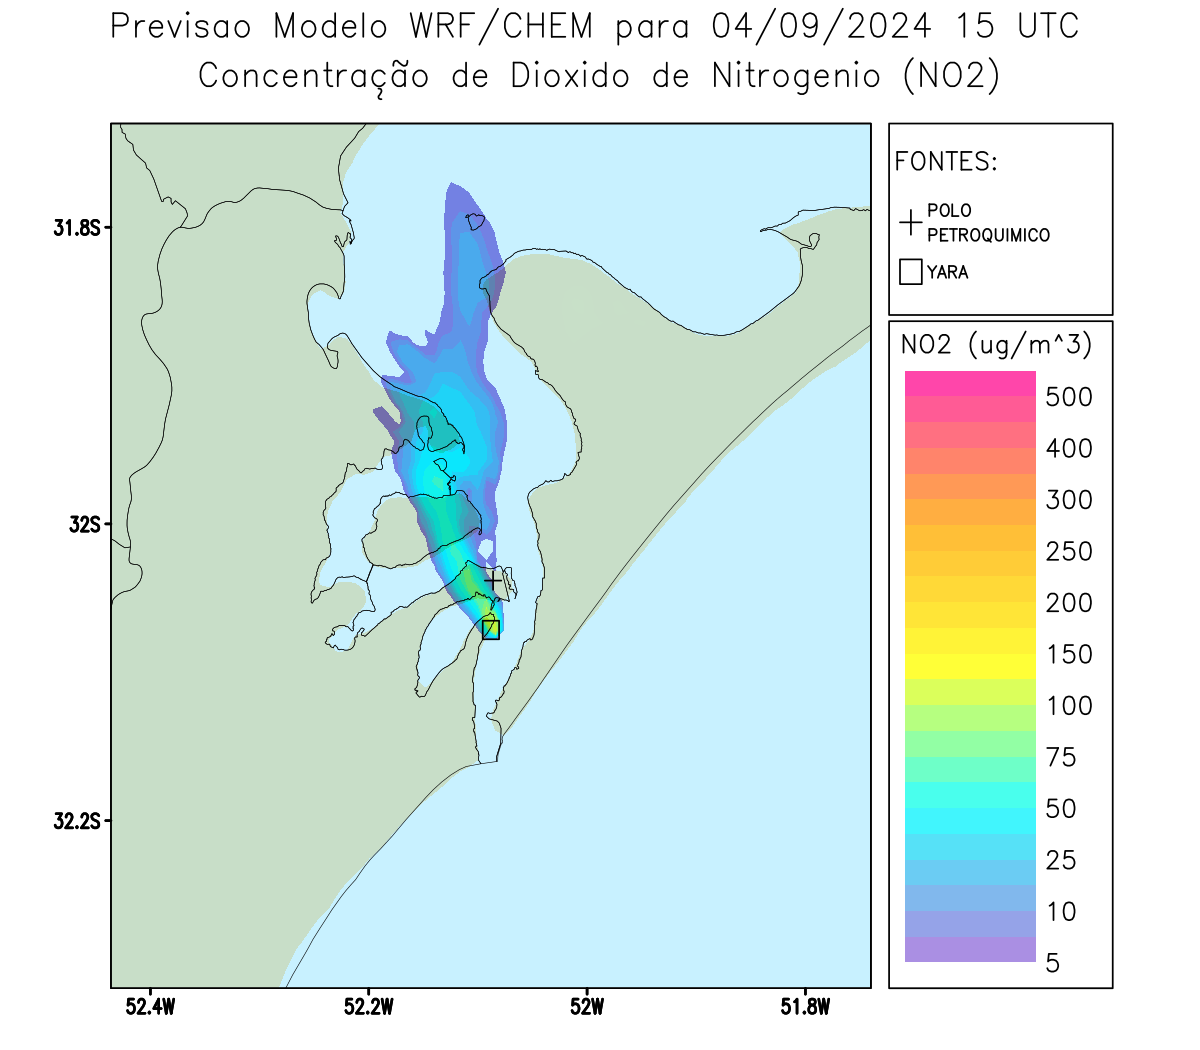 Previsao Modelo WRF/CHEM para 04/09/2024 15 UTC
Concentração de Dioxido de Nitrogenio (NO2)
FONTES:
POLO
PETROQUIMICO
YARA
NO2 (ug/m^3)
500
400
300
250
200
150
100
75
50
25
10
5
31.8S
32S
32.2S
52.4W
52.2W
52W
51.8W